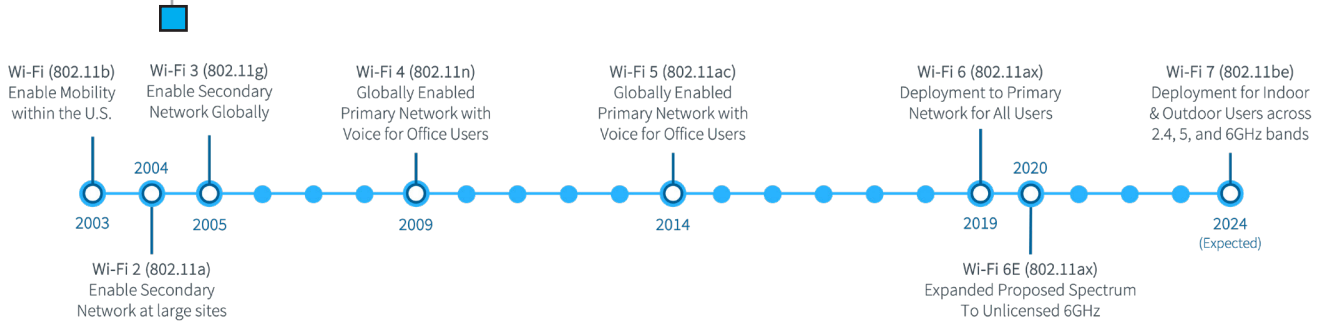 Wi-Fi (802.11b)
Enable Mobility
within the U.S.
Wi-Fi 3 (802.11g)
Enable Secondary
Network Globally
Wi-Fi 4 (802.11n)
Globally Enabled
Primary Network with
Voice for Office Users
Wi-Fi 5 (802.11ac)
Globally Enabled
Primary Network with
Voice for Office Users
Wi-Fi 6 (802.11ax)
Deployment to Primary
Network for All Users
Wi-Fi 7 (802.11be)
Deployment for Indoor
& Outdoor Users across
2.4, 5, and 6GHz bands
2004
2020
2003
2005
2009
2014
2019
2024
(Expected)
Wi-Fi 2 (802.11a)
Enable Secondary
Network at large sites
Wi-Fi 6E (802.11ax)
Expanded Proposed Spectrum
To Unlicensed 6GHz